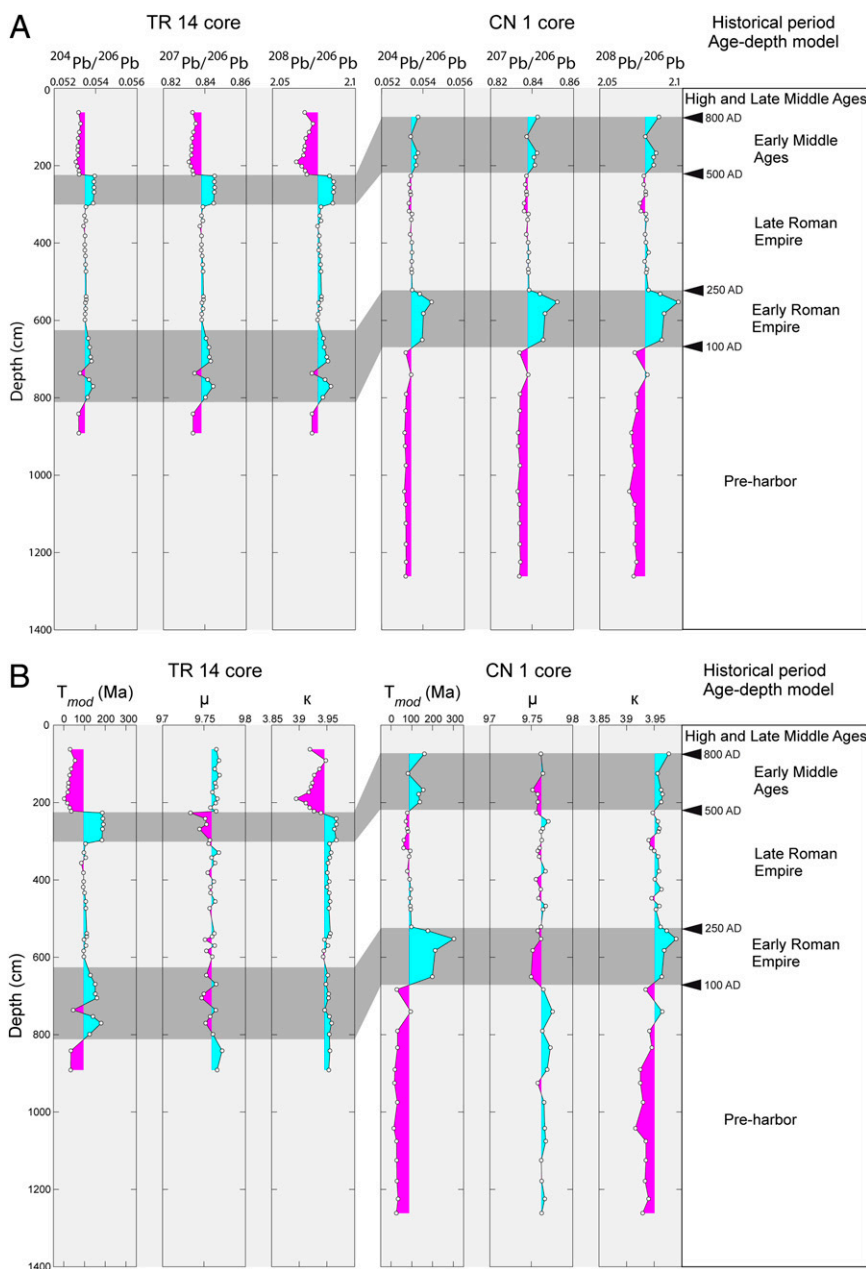 A
TR 14 core
CN 1 core
Historical period
Age-depth model
204Pb/206Pb
207Pb/206Pb
208Pb/206Pb
204Pb/206Pb
207Pb/206Pb
208Pb/206Pb
0.052 0.054 0.056 0.82 0.84 0.86 2.05 2.1 0.052 0.054 0.056 0.82 0.84 0.86 2.05 2.1
0
200
400
600
800
1000
1200
1400
Depth (cm)
High and Late Middle Ages
800 AD
Early Middle
Ages
500 AD
Late Roman
Empire
250 AD
Early Roman
Empire
100 AD
Pre-harbor
B
TR 14 core
CN 1 core
Historical period
Age-depth model
Tmod (Ma)
μ
κ
Tmod (Ma)
μ
κ
0 100 200 300 97 9.75 98 3.85 39 3.95 0 100 200 300 97 9.75 98 3.85 39 3.95
0
200
400
600
800
1000
1200
1400
Depth (cm)
High and Late Middle Ages
800 AD
Early Middle
Ages
500 AD
Late Roman
Empire
250 AD
Early Roman
Empire
100 AD
Pre-harbor